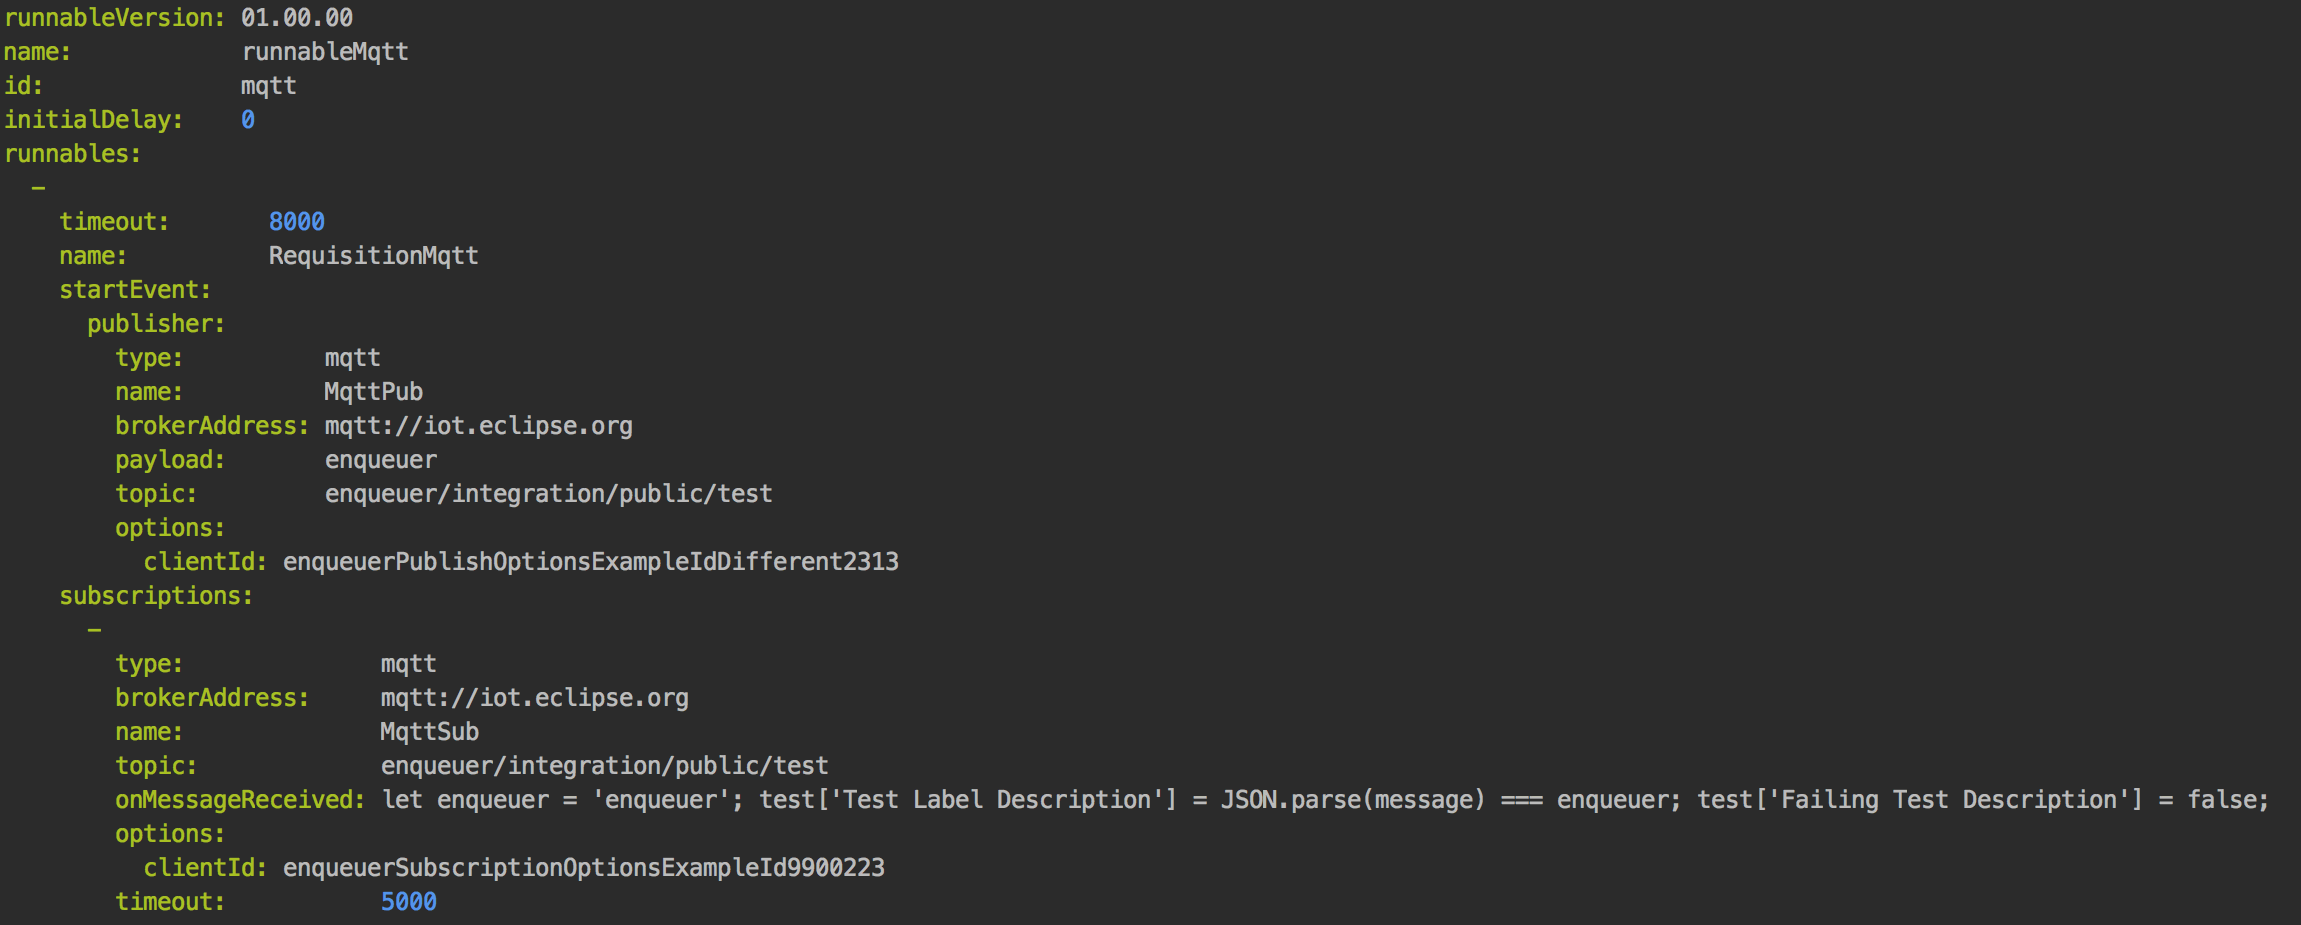 runnableVersion: 01.00.00
name:            runnableMqtt
id:              mqtt
initialDelay:    0
runnables:
  -
    timeout:       8000
    name:          RequisitionMqtt
    startEvent:
      publisher:
        type:          mqtt
        name:          MqttPub
        brokerAddress: mqtt://iot.eclipse.org
        payload:       enqueuer
        topic:         enqueuer/integration/public/test
        options:
          clientId: enqueuerPublishOptionsExampleIdDifferent2313
    subscriptions:
      -
        type:              mqtt
        brokerAddress:     mqtt://iot.eclipse.org
        name:              MqttSub
        topic:             enqueuer/integration/public/test
        onMessageReceived: let enqueuer = 'enqueuer'; test['Test Label Description'] = JSON.parse(message) === enqueuer; test['Failing Test Description'] = false;
        options:
          clientId: enqueuerSubscriptionOptionsExampleId9900223
        timeout:           5000